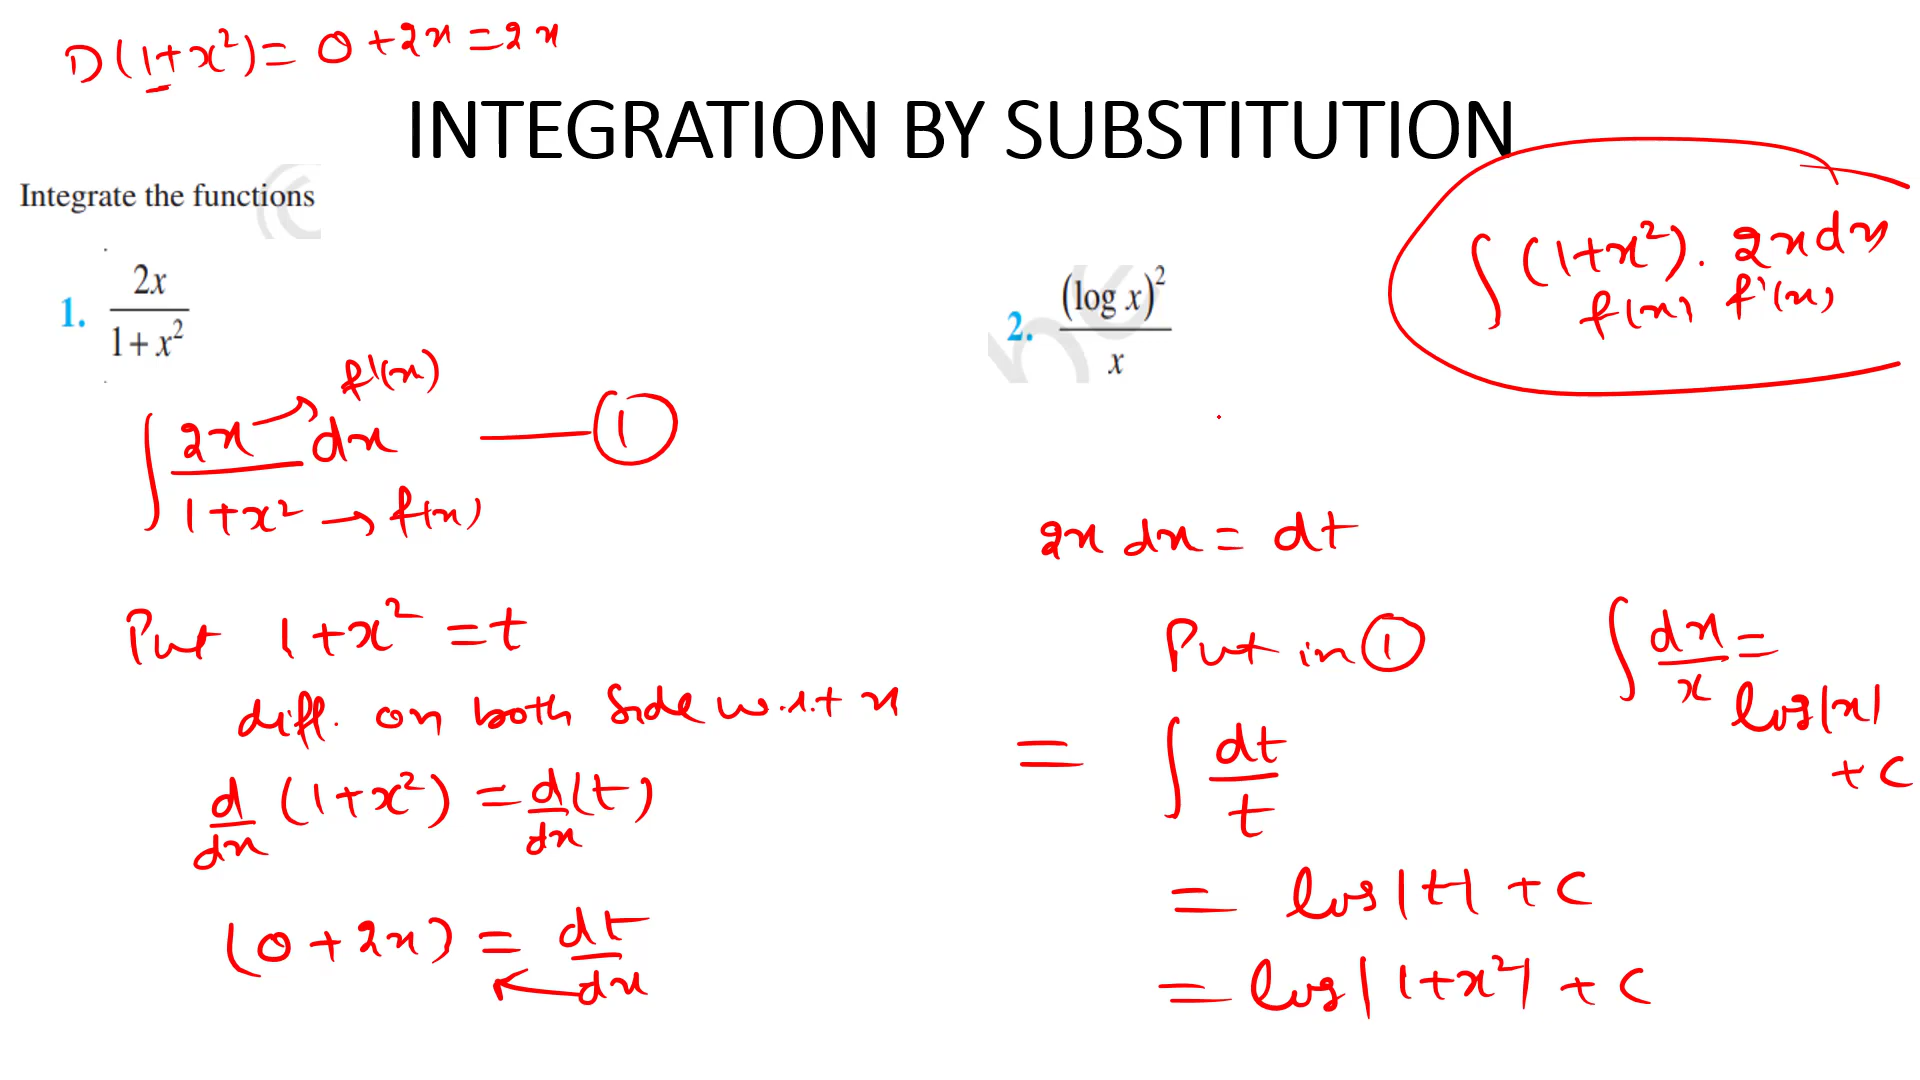 D(1+x²) = 0+2x = 2x
INTEGRATION BY SUBSTITUTION
Integrate the functions
1. 2x / 1+x²
∫ 2x / 1+x² dx —— ①
f'(x)
→ f(x)
Put 1+x² = t
diff. on both side w.r.t x
d/dx (1+x²) = d/dx (t)
(0+2x) = dt/dx
2. (log x)² / x
∫ (1+x²). 2x dx
f(x) f'(x)
2x dx = dt
Put in ①
= ∫ dt/t
= log|t| + c
= log|1+x²| + c
∫ dx/x =
log|x|
+ c